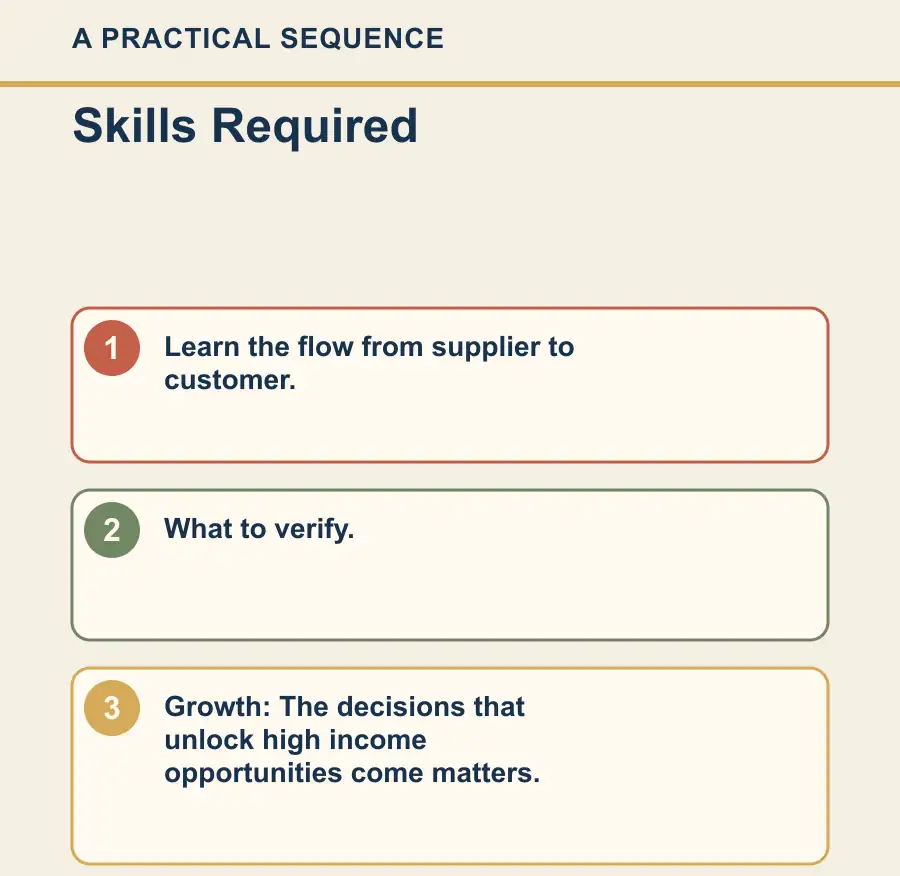 A PRACTICAL SEQUENCE
Skills Required
1
Learn the flow from supplier to
customer.
2
What to verify.
3
Growth: The decisions that
unlock high income
opportunities come matters.